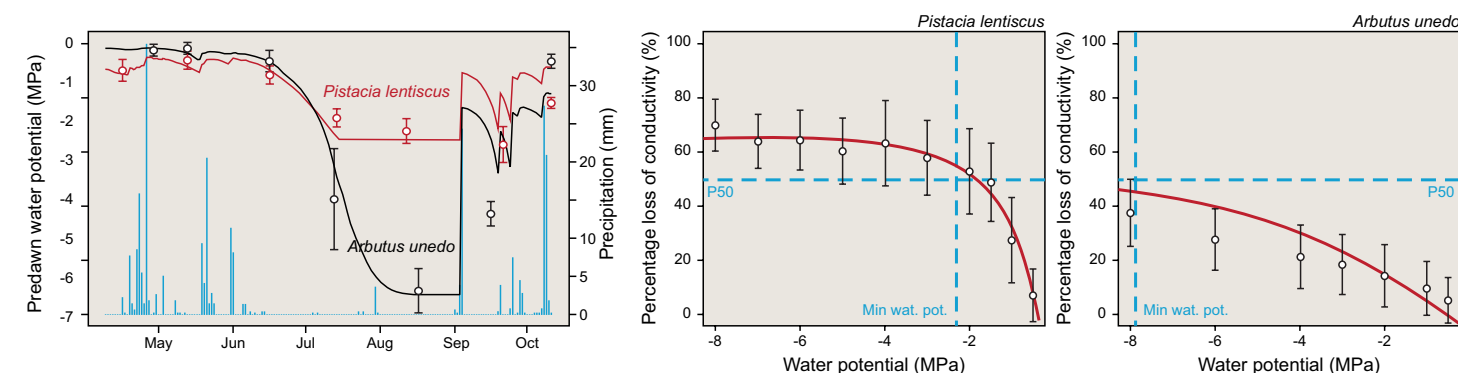 Predawn water potential (MPa)
0
-1
-2
-3
-4
-5
-6
-7
May
Jun
Jul
Aug
Sep
Oct
Pistacia lentiscus
Arbutus unedo
30
20
10
5
0
Precipitation (mm)
Pistacia lentiscus
Percentage loss of conductivity (%)
100
80
60
40
20
0
P50
Min wat. pot.
-8
-6
-4
-2
Water potential (MPa)
Arbutus unedo
Percentage loss of conductivity (%)
100
80
60
40
20
0
P50
Min wat. pot.
-8
-6
-4
-2
Water potential (MPa)